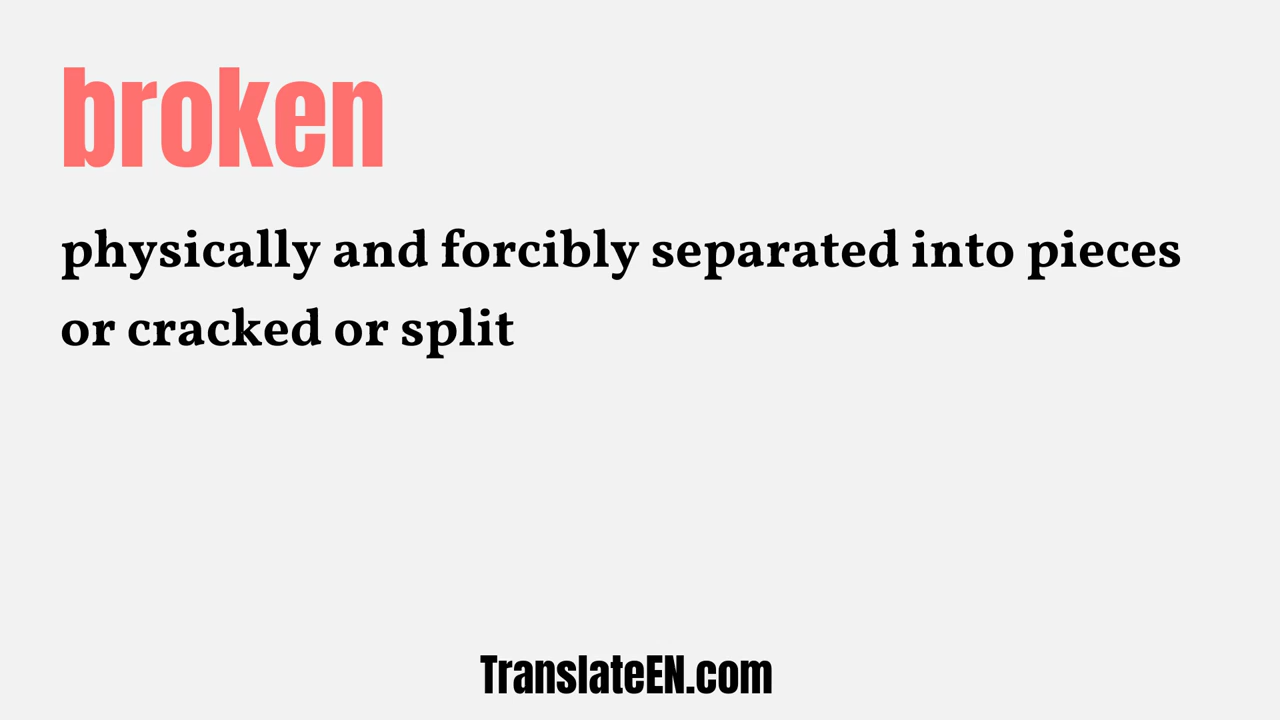 broken
physically and forcibly separated into pieces
or cracked or split
TranslateEN.com